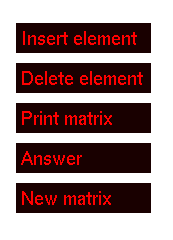 Insert element
Delete element
Print matrix
Answer
New matrix